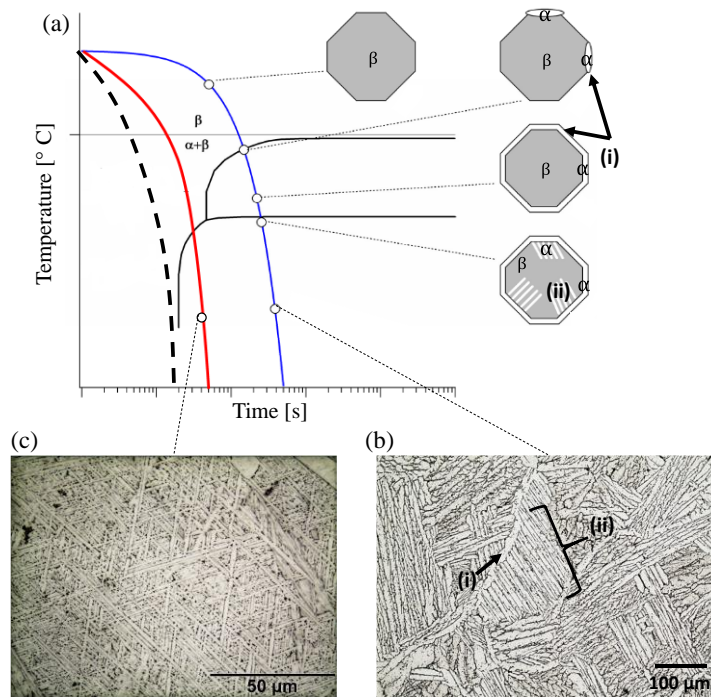 (a)
Temperature [° C]
Time [s]
β
α+β
β
α
β
α
(i)
β
α
α
β
(ii)
α
(c)
(b)
50 µm
(i)
(ii)
100 µm